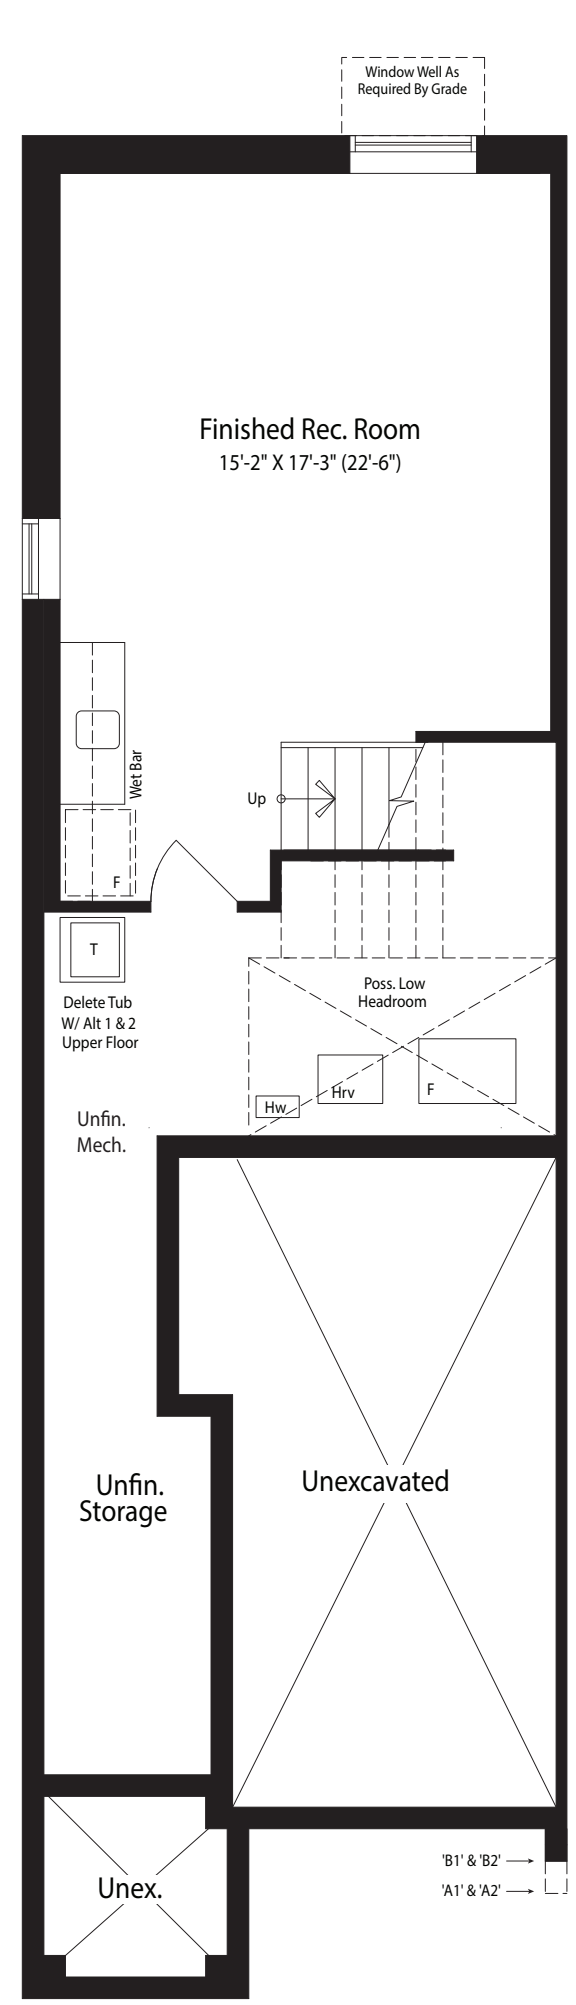 Window Well As
Required By Grade
Finished Rec. Room
15'-2" X 17'-3" (22'-6")
Wet Bar
Up
F
T
Delete Tub
W/ Alt 1 & 2
Upper Floor
Poss. Low
Headroom
Hw
Hrv
F
Unfin.
Mech.
Unfin.
Storage
Unexcavated
Unex.
'B1' & 'B2'
'A1' & 'A2'